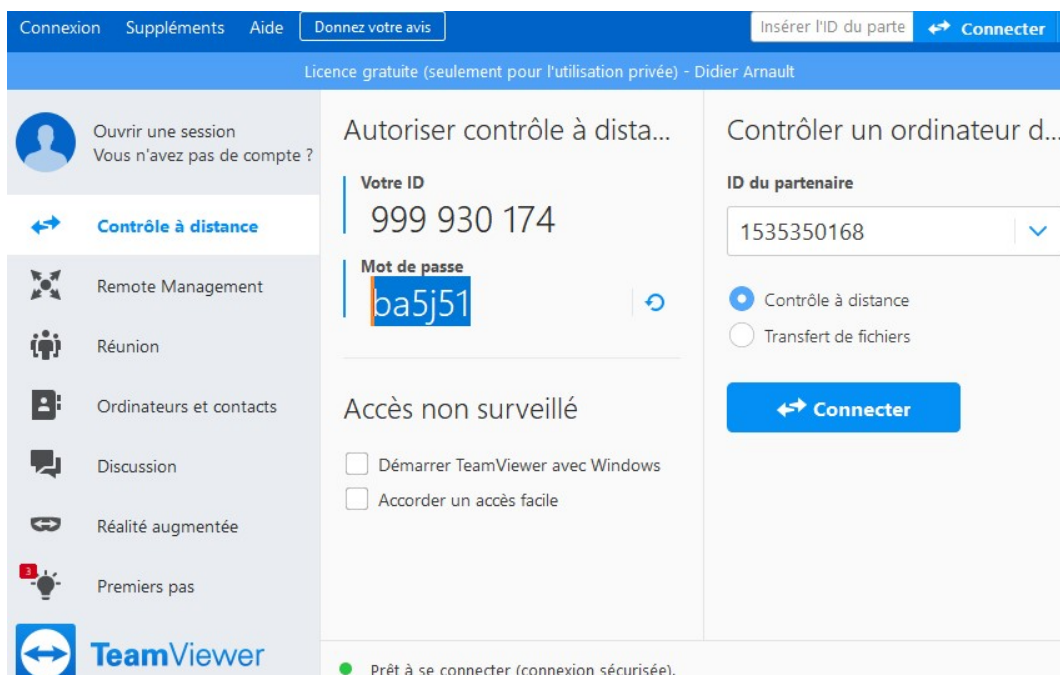 Connexion Suppléments Aide Donnez votre avis Insérer l'ID du parte Connecter
Licence gratuite (seulement pour l'utilisation privée) - Didier Arnault
Ouvrir une session
Vous n'avez pas de compte ?
Contrôle à distance
Remote Management
Réunion
Ordinateurs et contacts
Discussion
Réalité augmentée
3
Premiers pas
TeamViewer
Autoriser contrôle à dista...
Votre ID
999 930 174
Mot de passe
ba5j51
Accès non surveillé
Démarrer TeamViewer avec Windows
Accorder un accès facile
Contrôler un ordinateur d...
ID du partenaire
1535350168
Contrôle à distance
Transfert de fichiers
Connecter
Prêt à se connecter (connexion sécurisée).